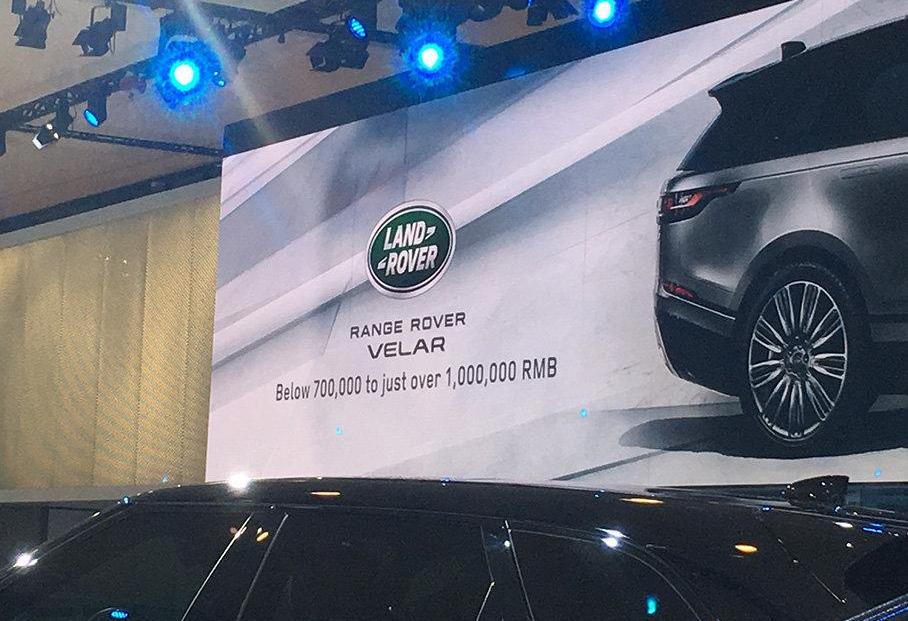 LAND
ROVER
RANGE ROVER
VELAR
Below 700,000 to just over 1,000,000 RMB